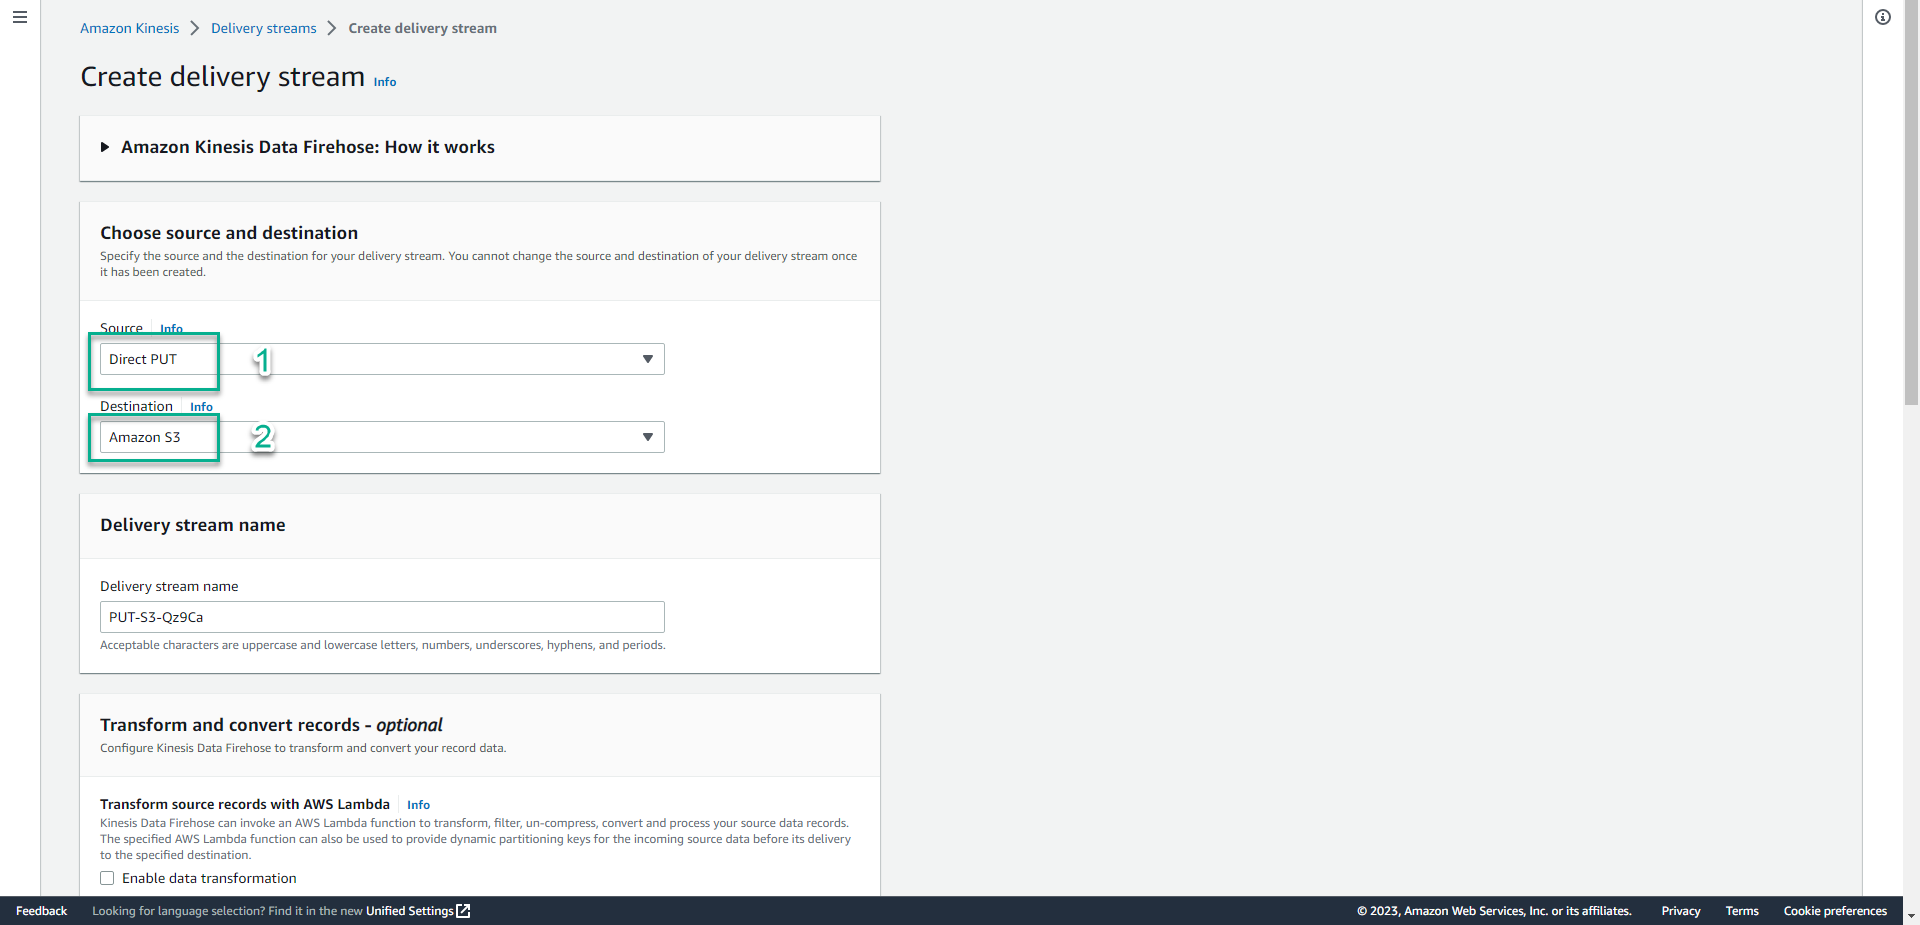 Amazon Kinesis > Delivery streams > Create delivery stream
Create delivery stream Info
Amazon Kinesis Data Firehose: How it works
Choose source and destination
Specify the source and the destination for your delivery stream. You cannot change the source and destination of your delivery stream once
it has been created.
Source Info
Direct PUT 1
Destination Info
Amazon S3 2
Delivery stream name
Delivery stream name
PUT-S3-Qz9Ca
Acceptable characters are uppercase and lowercase letters, numbers, underscores, hyphens, and periods.
Transform and convert records - optional
Configure Kinesis Data Firehose to transform and convert your record data.
Transform source records with AWS Lambda Info
Kinesis Data Firehose can invoke an AWS Lambda function to transform, filter, un-compress, convert and process your source data records.
The specified AWS Lambda function can also be used to provide dynamic partitioning keys for the incoming source data before its delivery
to the specified destination.
Enable data transformation
Feedback Looking for language selection? Find it in the new Unified Settings © 2023, Amazon Web Services, Inc. or its affiliates. Privacy Terms Cookie preferences